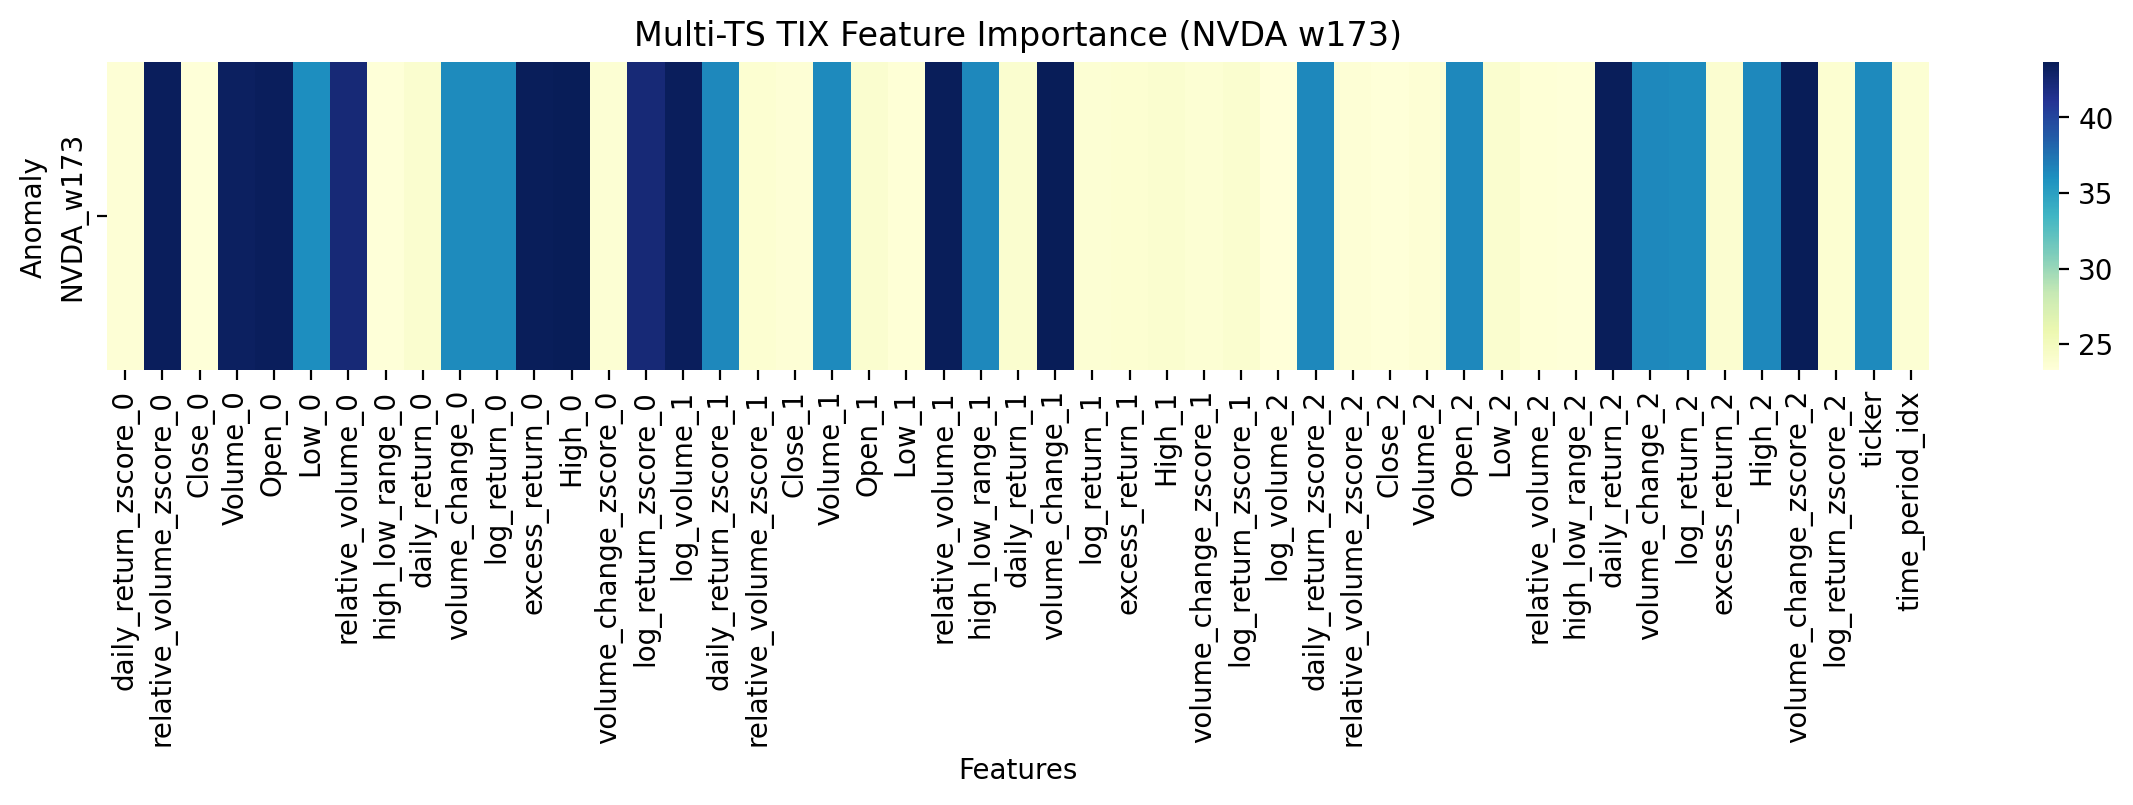 Multi-TS TIX Feature Importance (NVDA w173)
Anomaly
NVDA_w173
40
35
30
25
daily_return_zscore_0
relative_volume_zscore_0
Close_0
Volume_0
Open_0
Low_0
relative_volume_0
high_low_range_0
daily_return_0
volume_change_0
log_return_0
excess_return_0
High_0
volume_change_zscore_0
log_return_zscore_0
log_volume_1
daily_return_zscore_1
relative_volume_zscore_1
Close_1
Volume_1
Open_1
Low_1
relative_volume_1
high_low_range_1
daily_return_1
volume_change_1
log_return_1
excess_return_1
High_1
volume_change_zscore_1
log_return_zscore_1
log_volume_2
daily_return_zscore_2
relative_volume_zscore_2
Close_2
Volume_2
Open_2
Low_2
relative_volume_2
high_low_range_2
daily_return_2
volume_change_2
log_return_2
excess_return_2
High_2
volume_change_zscore_2
log_return_zscore_2
ticker
time_period_idx
Features